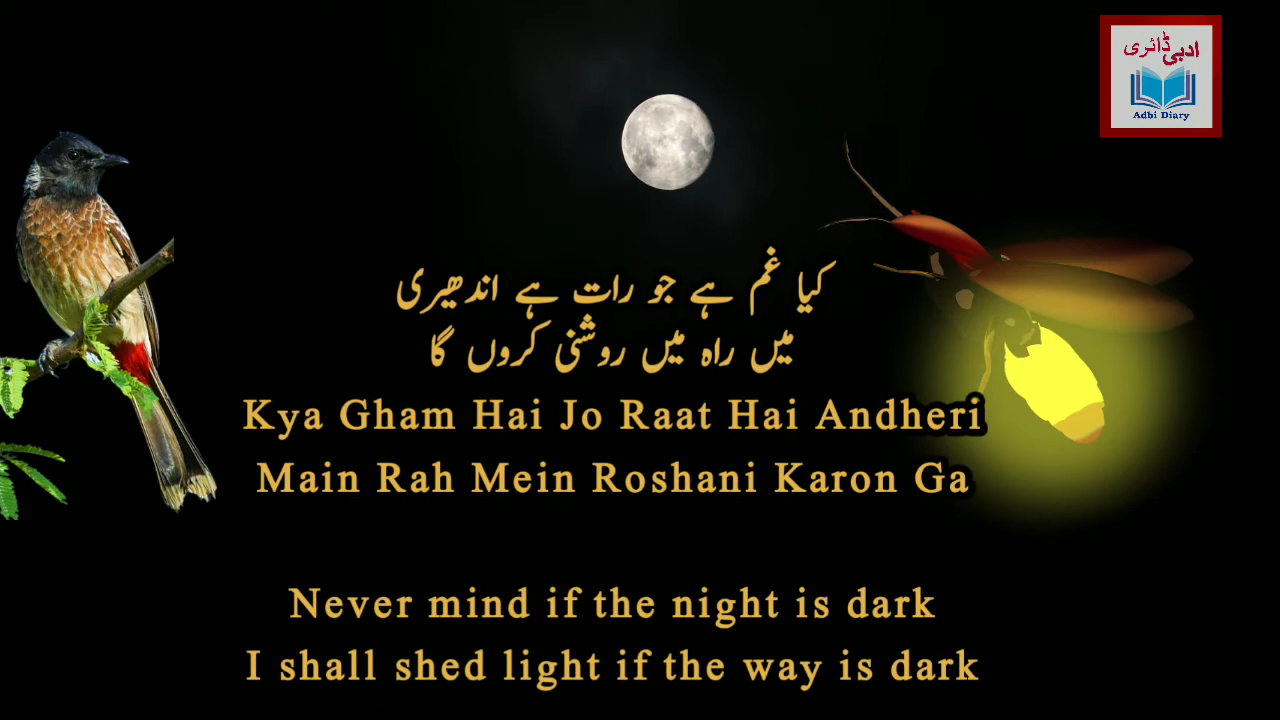 ادبی ڈائری
Adbi Diary
کیا غم ہے جو رات ہے اندھیری
میں راہ میں روشنی کروں گا
Kya Gham Hai Jo Raat Hai Andheri
Main Rah Mein Roshani Karon Ga
Never mind if the night is dark
I shall shed light if the way is dark